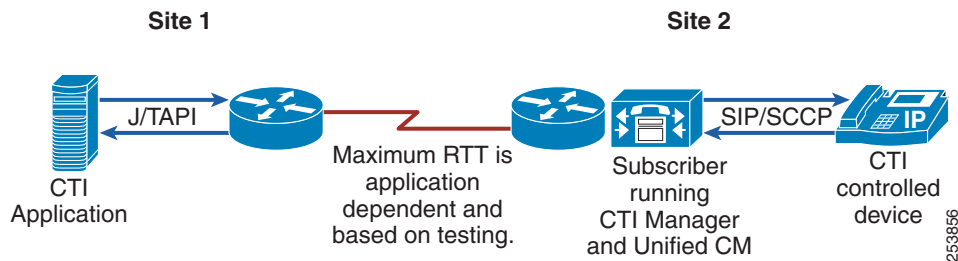 Site 1
Site 2
J/TAPI
SIP/SCCP
IP
CTI
Application
Maximum RTT is
application
dependent and
based on testing.
Subscriber
running
CTI Manager
and Unified CM
CTI
controlled
device
253856